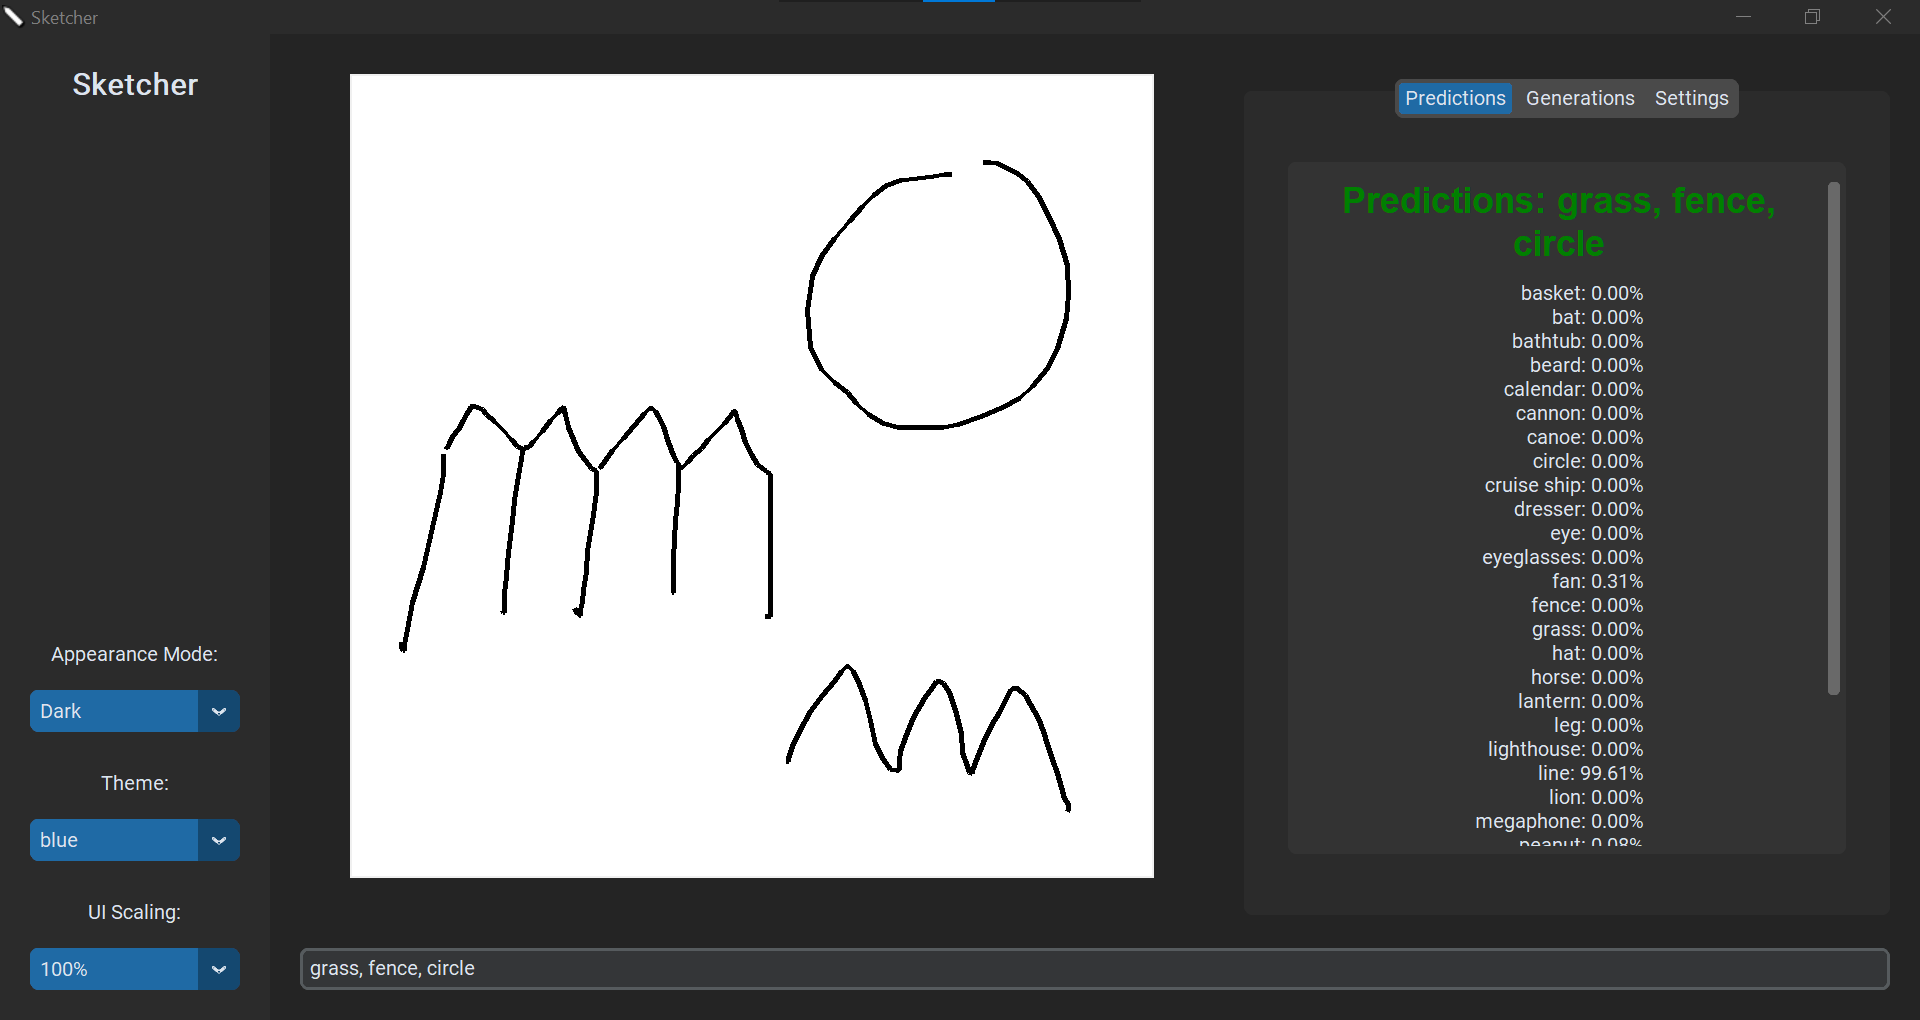 Sketcher
Sketcher
Appearance Mode:
Dark
Theme:
blue
UI Scaling:
100%
Predictions Generations Settings
Predictions: grass, fence,
circle
basket: 0.00%
bat: 0.00%
bathtub: 0.00%
beard: 0.00%
calendar: 0.00%
cannon: 0.00%
canoe: 0.00%
circle: 0.00%
cruise ship: 0.00%
dresser: 0.00%
eye: 0.00%
eyeglasses: 0.00%
fan: 0.31%
fence: 0.00%
grass: 0.00%
hat: 0.00%
horse: 0.00%
lantern: 0.00%
leg: 0.00%
lighthouse: 0.00%
line: 99.61%
lion: 0.00%
megaphone: 0.00%
peanut: 0.08%
grass, fence, circle